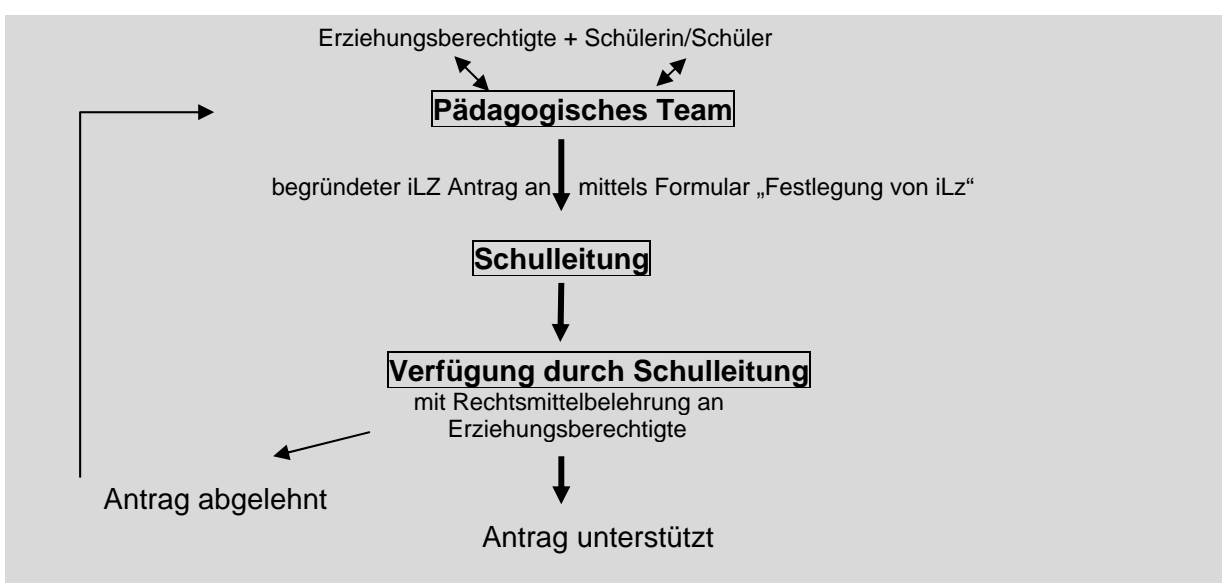 Erziehungsberechtigte + Schülerin/Schüler
Pädagogisches Team
begründeter iLZ Antrag an mittels Formular „Festlegung von iLz“
Schulleitung
Verfügung durch Schulleitung
mit Rechtsmittelbelehrung an
Erziehungsberechtigte
Antrag abgelehnt
Antrag unterstützt